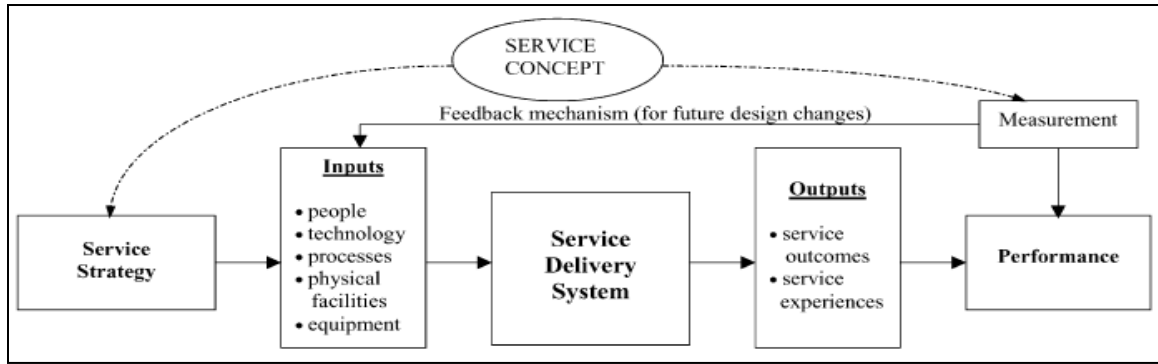 SERVICE
CONCEPT
Feedback mechanism (for future design changes)
Measurement
Service
Strategy
Inputs
• people
• technology
• processes
• physical
facilities
• equipment
Service
Delivery
System
Outputs
• service
outcomes
• service
experiences
Performance